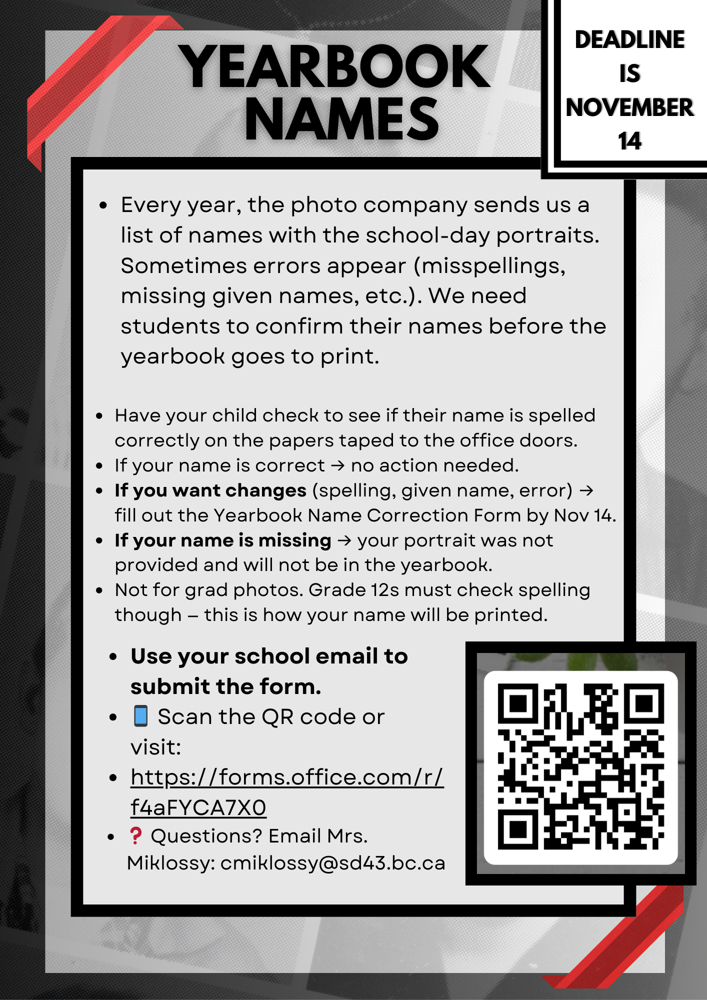 YEARBOOK
NAMES
DEADLINE
IS
NOVEMBER
14
• Every year, the photo company sends us a
list of names with the school-day portraits.
Sometimes errors appear (misspellings,
missing given names, etc.). We need
students to confirm their names before the
yearbook goes to print.
• Have your child check to see if their name is spelled
correctly on the papers taped to the office doors.
• If your name is correct → no action needed.
• If you want changes (spelling, given name, error) →
fill out the Yearbook Name Correction Form by Nov 14.
• If your name is missing → your portrait was not
provided and will not be in the yearbook.
• Not for grad photos. Grade 12s must check spelling
though – this is how your name will be printed.
• Use your school email to
submit the form.
• 📱 Scan the QR code or
visit:
• https://forms.office.com/r/
f4aFYCA7X0
• ❓ Questions? Email Mrs.
Miklossy: cmiklossy@sd43.bc.ca